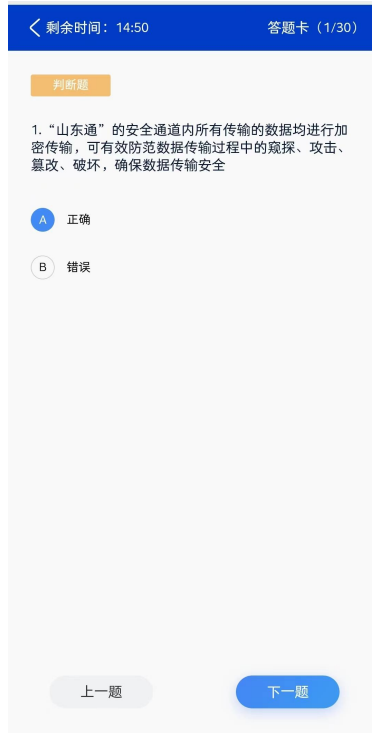 剩余时间：14:50 答题卡（1/30）
判断题
1.“山东通”的安全通道内所有传输的数据均进行加
密传输，可有效防范数据传输过程中的窥探、攻击、
篡改、破坏，确保数据传输安全
A 正确
B 错误
上一题 下一题